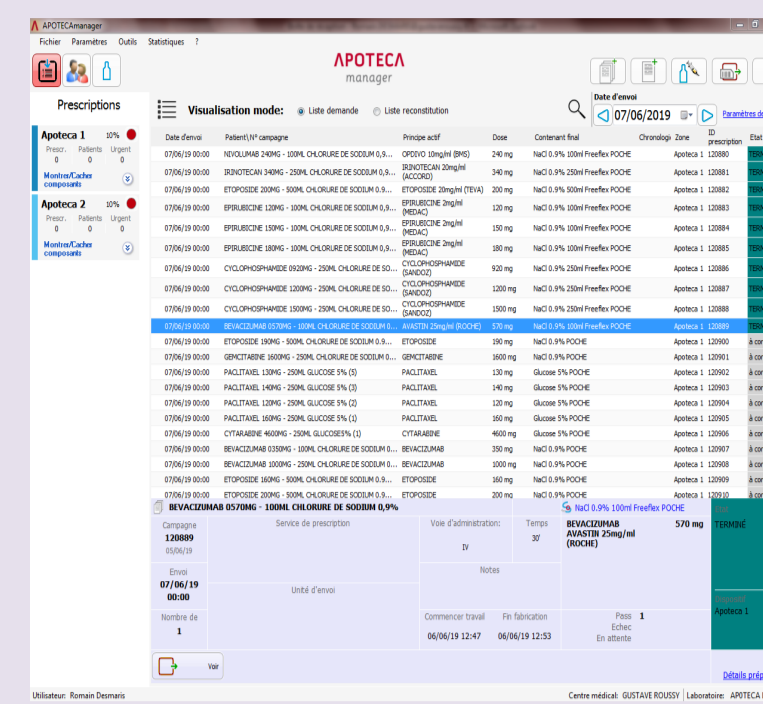 APOTECAmanager
Fichier Paramètres Outils Statistiques ?
APOTECA
manager
Prescriptions
Visualisation mode: Liste demande Liste reconstitution
Date d'envoi
07/06/2019
Paramètres de
Apoteca 1 10%
Prescr. Patients Urgent
0 0 0
Montrer/Cacher
composants
Apoteca 2 10%
Prescr. Patients Urgent
0 0 0
Montrer/Cacher
composants
Date d'envoi Patient\N° campagne Principe actif Dose Contenant final Chronologi Zone ID prescription Etat
07/06/19 00:00 NIVOLUMAB 240MG - 100ML CHLORURE DE SODIUM 0,9... OPDIVO 10mg/ml (BMS) 240 mg NaCl 0.9% 100ml Freeflex POCHE Apoteca 1 120880
07/06/19 00:00 IRINOTECAN 340MG - 250ML CHLORURE DE SODIUM 0,9... IRINOTECAN 20mg/ml (ACCORD) 340 mg NaCl 0.9% 250ml Freeflex POCHE Apoteca 1 120881
07/06/19 00:00 ETOPOSIDE 200MG - 500ML CHLORURE DE SODIUM 0.9... ETOPOSIDE 20mg/ml (TEVA) 200 mg NaCl 0.9% 500ml Freeflex POCHE Apoteca 1 120882
07/06/19 00:00 EPIRUBICINE 120MG - 100ML CHLORURE DE SODIUM 0,9... EPIRUBICINE 2mg/ml (MEDAC) 120 mg NaCl 0.9% 100ml Freeflex POCHE Apoteca 1 120883
07/06/19 00:00 EPIRUBICINE 150MG - 100ML CHLORURE DE SODIUM 0,9... EPIRUBICINE 2mg/ml (MEDAC) 150 mg NaCl 0.9% 100ml Freeflex POCHE Apoteca 1 120884
07/06/19 00:00 EPIRUBICINE 180MG - 100ML CHLORURE DE SODIUM 0,9... EPIRUBICINE 2mg/ml (MEDAC) 180 mg NaCl 0.9% 100ml Freeflex POCHE Apoteca 1 120885
07/06/19 00:00 CYCLOPHOSPHAMIDE 0920MG - 250ML CHLORURE DE SO... CYCLOPHOSPHAMIDE (SANDOZ) 920 mg NaCl 0.9% 250ml Freeflex POCHE Apoteca 1 120886
07/06/19 00:00 CYCLOPHOSPHAMIDE 1200MG - 250ML CHLORURE DE SO... CYCLOPHOSPHAMIDE (SANDOZ) 1200 mg NaCl 0.9% 250ml Freeflex POCHE Apoteca 1 120887
07/06/19 00:00 CYCLOPHOSPHAMIDE 1500MG - 250ML CHLORURE DE SO... CYCLOPHOSPHAMIDE (SANDOZ) 1500 mg NaCl 0.9% 250ml Freeflex POCHE Apoteca 1 120888
07/06/19 00:00 BEVACIZUMAB 0570MG - 100ML CHLORURE DE SODIUM 0... AVASTIN 25mg/ml (ROCHE) 570 mg NaCl 0.9% 100ml Freeflex POCHE Apoteca 1 120889
07/06/19 00:00 ETOPOSIDE 190MG - 500ML CHLORURE DE SODIUM 0.9... ETOPOSIDE 190 mg NaCl 0.9% POCHE Apoteca 1 120900 à con
07/06/19 00:00 GEMCITABINE 1600MG - 250ML CHLORURE DE SODIUM 0... GEMCITABINE 1600 mg NaCl 0.9% POCHE Apoteca 1 120901 à con
07/06/19 00:00 PACLITAXEL 130MG - 250ML GLUCOSE 5% (5) PACLITAXEL 130 mg Glucose 5% POCHE Apoteca 1 120902 à con
07/06/19 00:00 PACLITAXEL 140MG - 250ML GLUCOSE 5% (3) PACLITAXEL 140 mg Glucose 5% POCHE Apoteca 1 120903 à con
07/06/19 00:00 PACLITAXEL 120MG - 250ML GLUCOSE 5% (2) PACLITAXEL 120 mg Glucose 5% POCHE Apoteca 1 120904 à con
07/06/19 00:00 PACLITAXEL 160MG - 250ML GLUCOSE 5% (1) PACLITAXEL 160 mg Glucose 5% POCHE Apoteca 1 120905 à con
07/06/19 00:00 CYTARABINE 4600MG - 250ML GLUCOSE5% (1) CYTARABINE 4600 mg Glucose 5% POCHE Apoteca 1 120906 à con
07/06/19 00:00 BEVACIZUMAB 0350MG - 100ML CHLORURE DE SODIUM 0... BEVACIZUMAB 350 mg NaCl 0.9% POCHE Apoteca 1 120907 à con
07/06/19 00:00 BEVACIZUMAB 1000MG - 250ML CHLORURE DE SODIUM 0... BEVACIZUMAB 1000 mg NaCl 0.9% POCHE Apoteca 1 120908 à con
07/06/19 00:00 ETOPOSIDE 160MG - 500ML CHLORURE DE SODIUM 0.9... ETOPOSIDE 160 mg NaCl 0.9% POCHE Apoteca 1 120909 à con
07/06/19 00:00 ETOPOSIDE 200MG - 500ML CHLORURE DE SODIUM 0.9... ETOPOSIDE 200 mg NaCl 0.9% POCHE Apoteca 1 120910 à con
BEVACIZUMAB 0570MG - 100ML CHLORURE DE SODIUM 0,9% NaCl 0.9% 100ml Freeflex POCHE
Campagne
120889
05/06/19
Service de prescription
Voie d'administration:
IV
Temps
30'
BEVACIZUMAB 570 mg
AVASTIN 25mg/ml
(ROCHE)
TERMINÉ
Envoi
07/06/19
00:00
Unité d'envoi
Notes
Apoteca 1
Nombre de
1
Commencer travail Fin fabrication
06/06/19 12:47 06/06/19 12:53
Pass 1
Echec
En attente
Voir
Détails prép
Utilisateur: Romain Desmaris
Centre médical: GUSTAVE ROUSSY Laboratoire: APOTECA